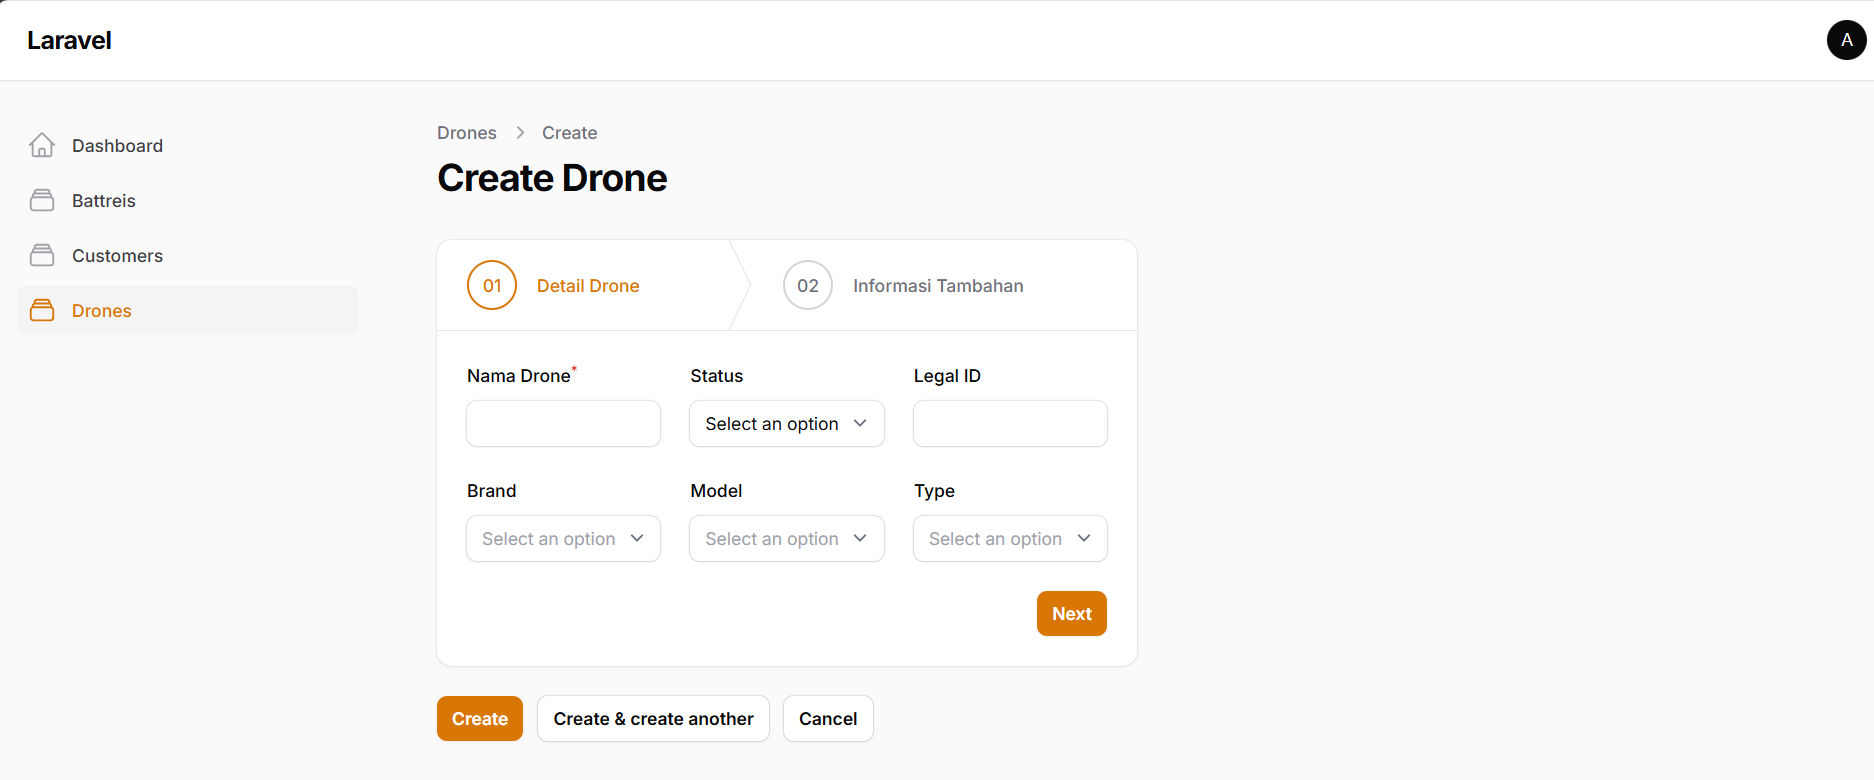 Laravel
A
Dashboard
Battreis
Customers
Drones
Drones > Create
Create Drone
01 Detail Drone
02 Informasi Tambahan
Nama Drone* Status Legal ID
Select an option
Brand Model Type
Select an option Select an option Select an option
Next
Create Create & create another Cancel